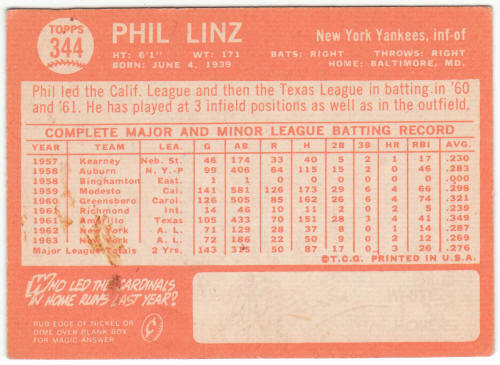 TOPPS
344
PHIL LINZ
New York Yankees, inf-of
HT: 6'1" WT: 171 BATS: RIGHT THROWS: RIGHT
BORN: JUNE 4, 1939 HOME: BALTIMORE, MD.
Phil led the Calif. League and then the Texas League in batting in '60
and '61. He has played at 3 infield positions as well as in the outfield.
COMPLETE MAJOR AND MINOR LEAGUE BATTING RECORD
YEAR TEAM LEA. G AB R H 2B 3B HR RBI AVG.
1957 Kearney Neb. St. 46 174 33 40 5 2 1 17 .230
1958 Auburn N. Y.-P 99 406 64 115 15 2 0 46 .283
1958 Binghamton East. 1 0 0 0 0 0 0 0 .000
1959 Modesto Cal. 141 581 126 173 29 6 4 66 .298
1960 Greensboro Carol. 126 505 85 162 26 6 4 74 .321
1961 Richmond Int. 14 46 10 11 2 0 0 5 .239
1961 Amarillo Texas 105 433 70 151 28 3 4 41 .349
1962 New York A. L. 71 129 28 37 8 0 1 14 .287
1963 New York A. L. 72 186 22 50 9 0 2 12 .269
Major League Totals 2 Yrs. 143 315 50 87 17 0 3 26 .276
©T.C.G. PRINTED IN U.S.A.
WHO LED THE CARDINALS
IN HOME RUNS LAST YEAR?
RUB EDGE OF NICKEL OR
DIME OVER BLANK BOX
FOR MAGIC ANSWER